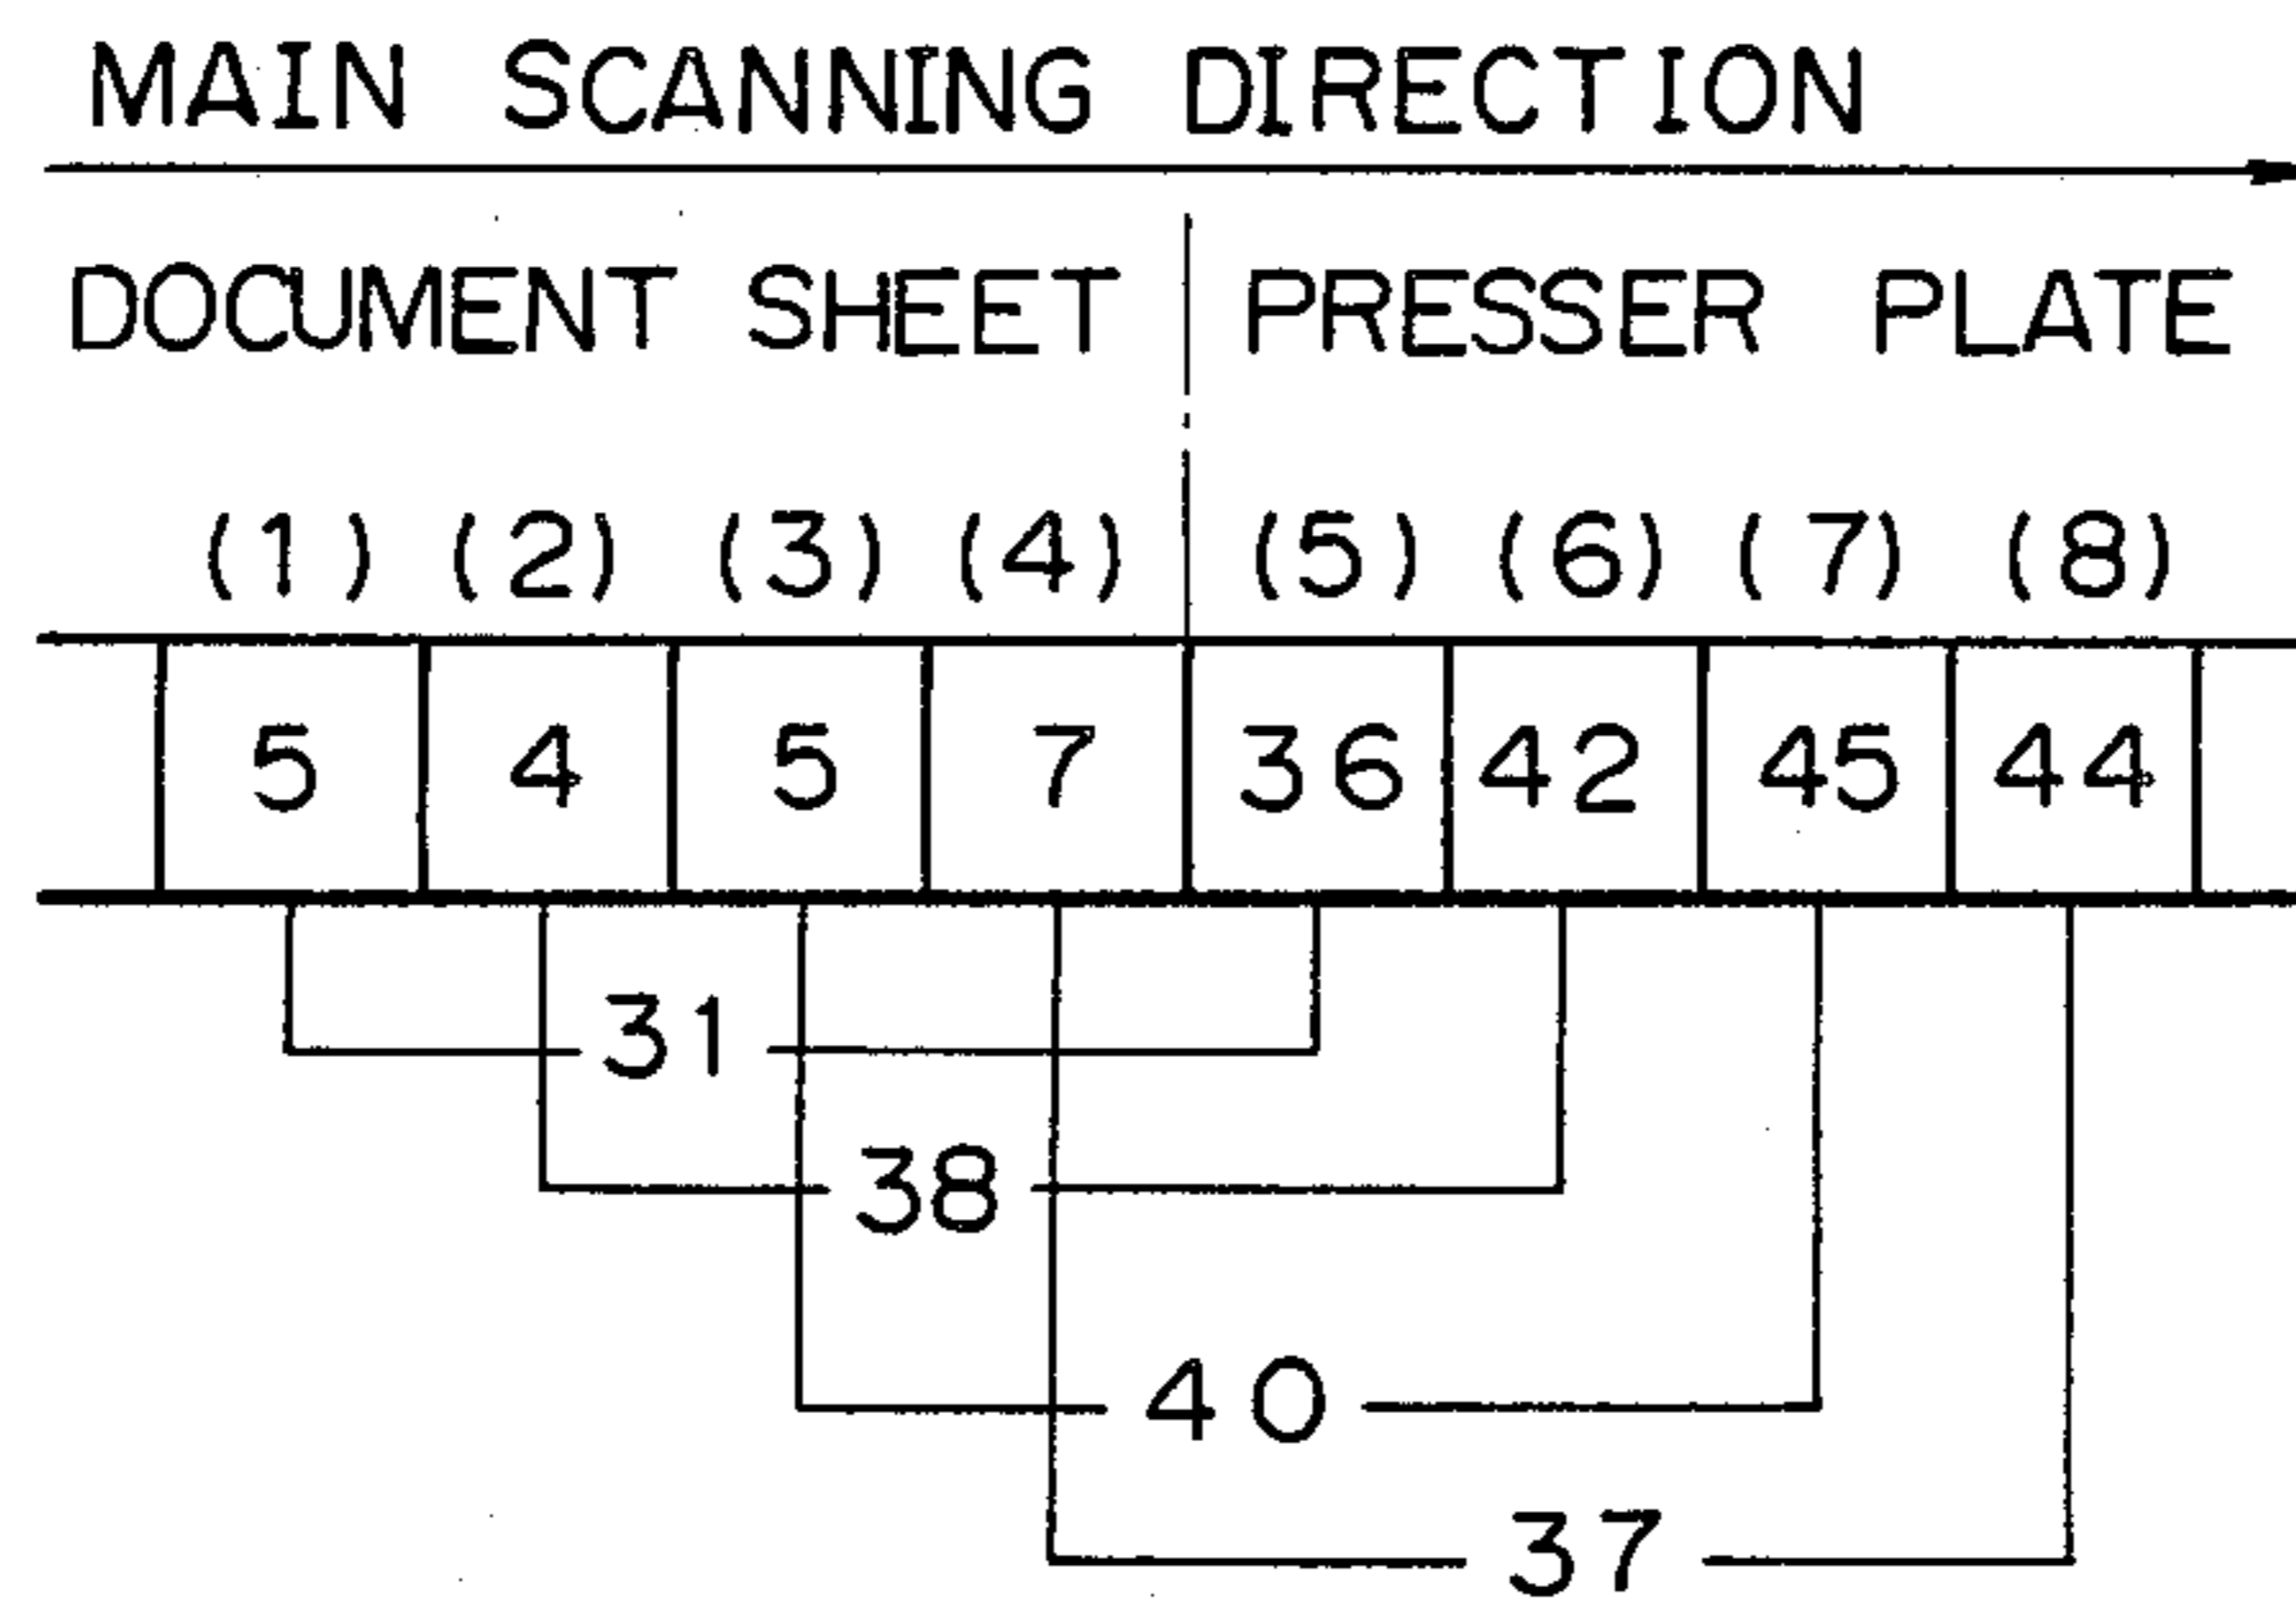 MAIN SCANNING DIRECTION
DOCUMENT SHEET PRESSER PLATE
(1) (2) (3) (4) (5) (6) (7) (8)
5 4 5 7 36 42 45 44
31
38
40
37